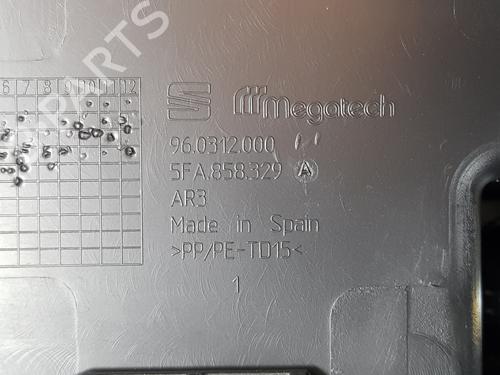 PARTS
6 7 8 9 10 11 12
Megatech
96.0312.000
5FA.858.329 A
AR3
Made in Spain
>PP/PE-TD15<
1